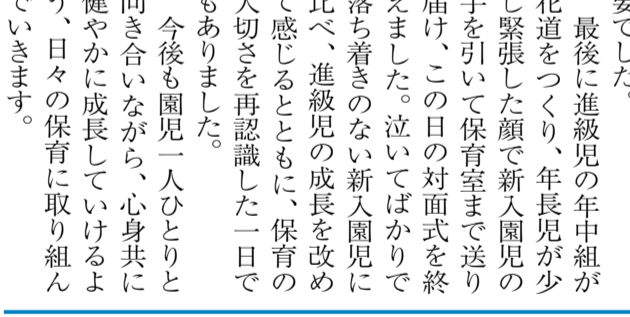 姿でした。
最後に進級児の年中組が
花道をつくり、年長児が少
し緊張した顔で新入園児の
手を引いて保育室まで送り
届け、この日の対面式を終
えました。泣いてばかりで
落ち着きのない新入園児に
比べ、進級児の成長を改め
て感じるとともに、保育の
大切さを再認識した一日で
もありました。
今後も園児一人ひとりと
向き合いながら、心身共に
健やかに成長していけるよ
う、日々の保育に取り組ん
でいきます。